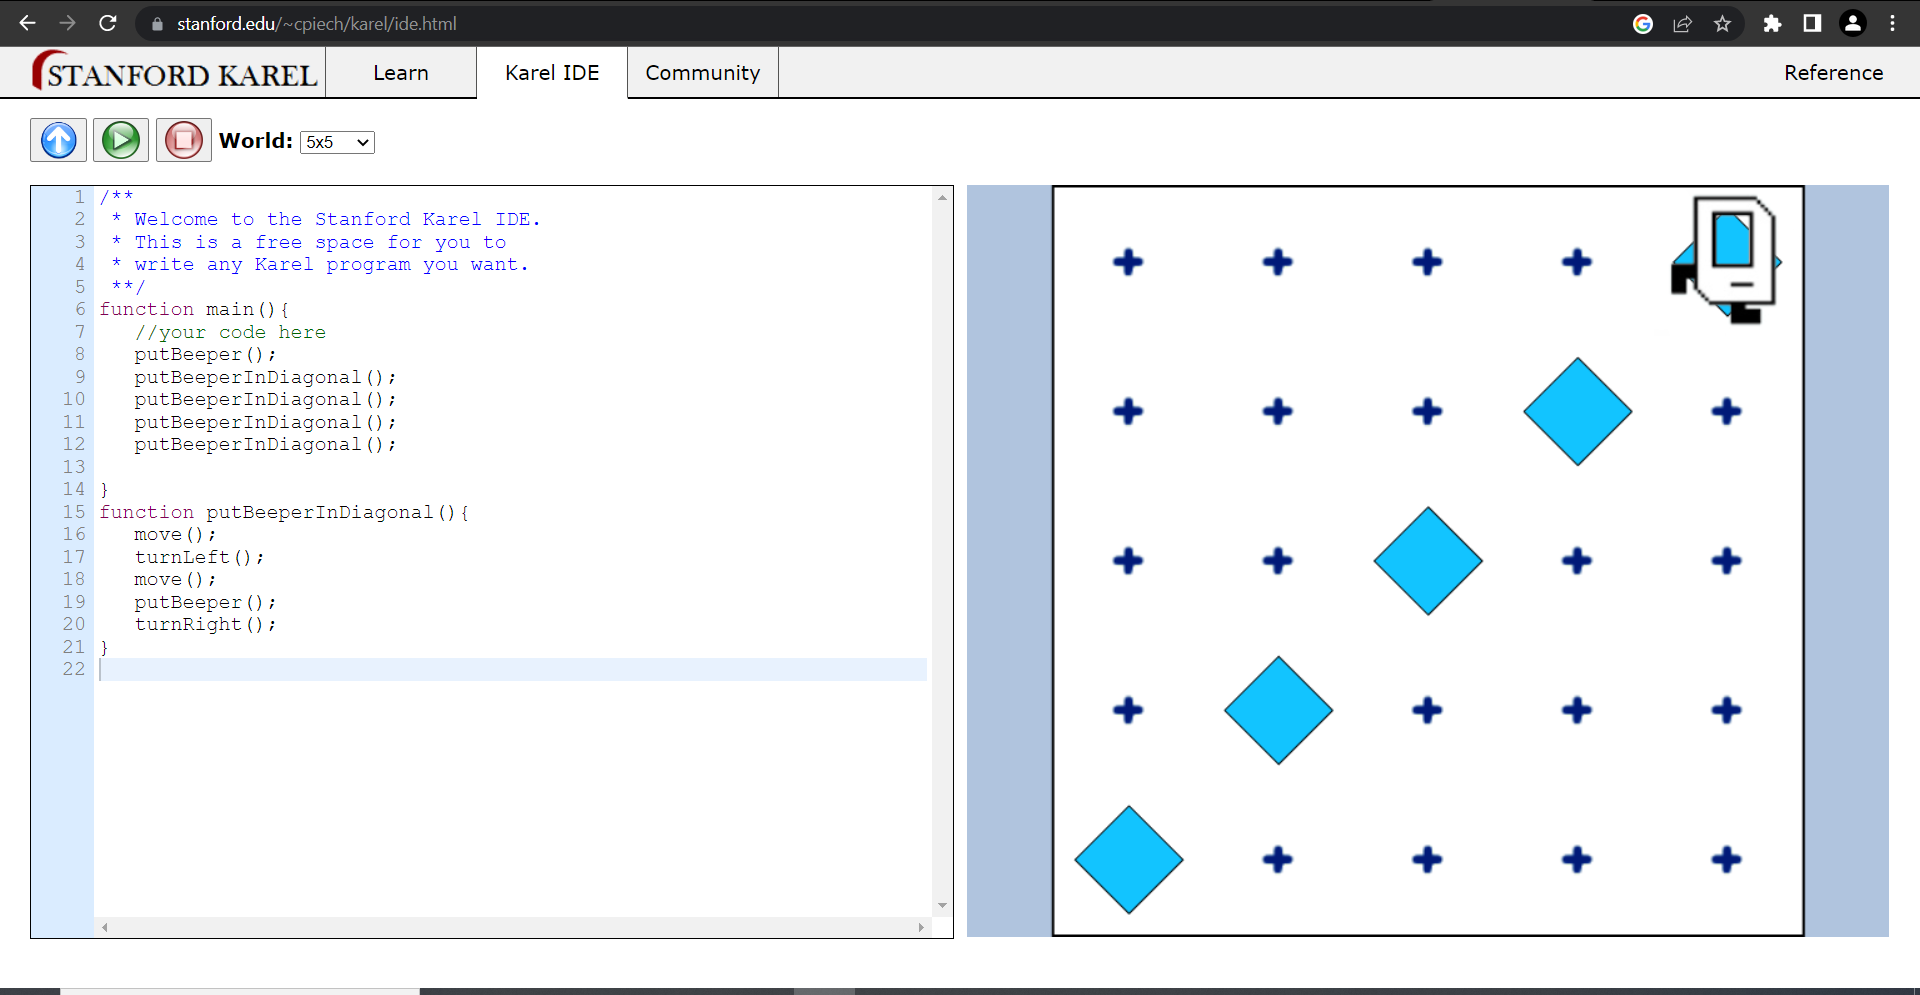 stanford.edu/~cpiech/karel/ide.html
STANFORD KAREL
Learn
Karel IDE
Community
Reference
World: 5x5
1 /**
2  * Welcome to the Stanford Karel IDE.
3  * This is a free space for you to
4  * write any Karel program you want.
5  **/
6 function main(){
7    //your code here
8    putBeeper();
9    putBeeperInDiagonal();
10    putBeeperInDiagonal();
11    putBeeperInDiagonal();
12    putBeeperInDiagonal();
13
14 }
15 function putBeeperInDiagonal(){
16    move();
17    turnLeft();
18    move();
19    putBeeper();
20    turnRight();
21 }
22